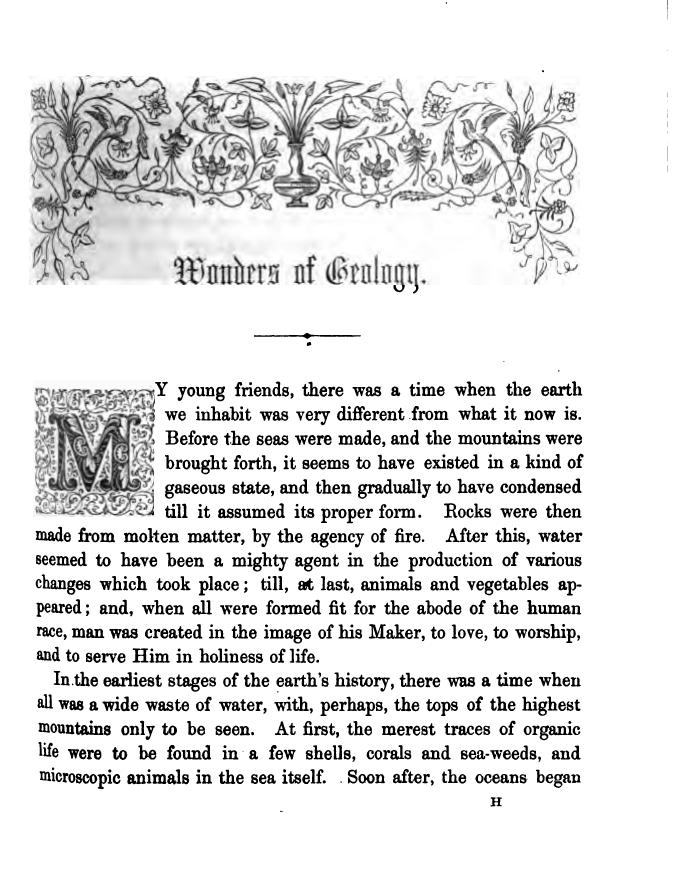 Wonders of Geology.
MY young friends, there was a time when the earth
we inhabit was very different from what it now is.
Before the seas were made, and the mountains were
brought forth, it seems to have existed in a kind of
gaseous state, and then gradually to have condensed
till it assumed its proper form. Rocks were then
made from molten matter, by the agency of fire. After this, water
seemed to have been a mighty agent in the production of various
changes which took place; till, at last, animals and vegetables ap-
peared; and, when all were formed fit for the abode of the human
race, man was created in the image of his Maker, to love, to worship,
and to serve Him in holiness of life.
In the earliest stages of the earth's history, there was a time when
all was a wide waste of water, with, perhaps, the tops of the highest
mountains only to be seen. At first, the merest traces of organic
life were to be found in a few shells, corals and sea-weeds, and
microscopic animals in the sea itself. Soon after, the oceans began
H